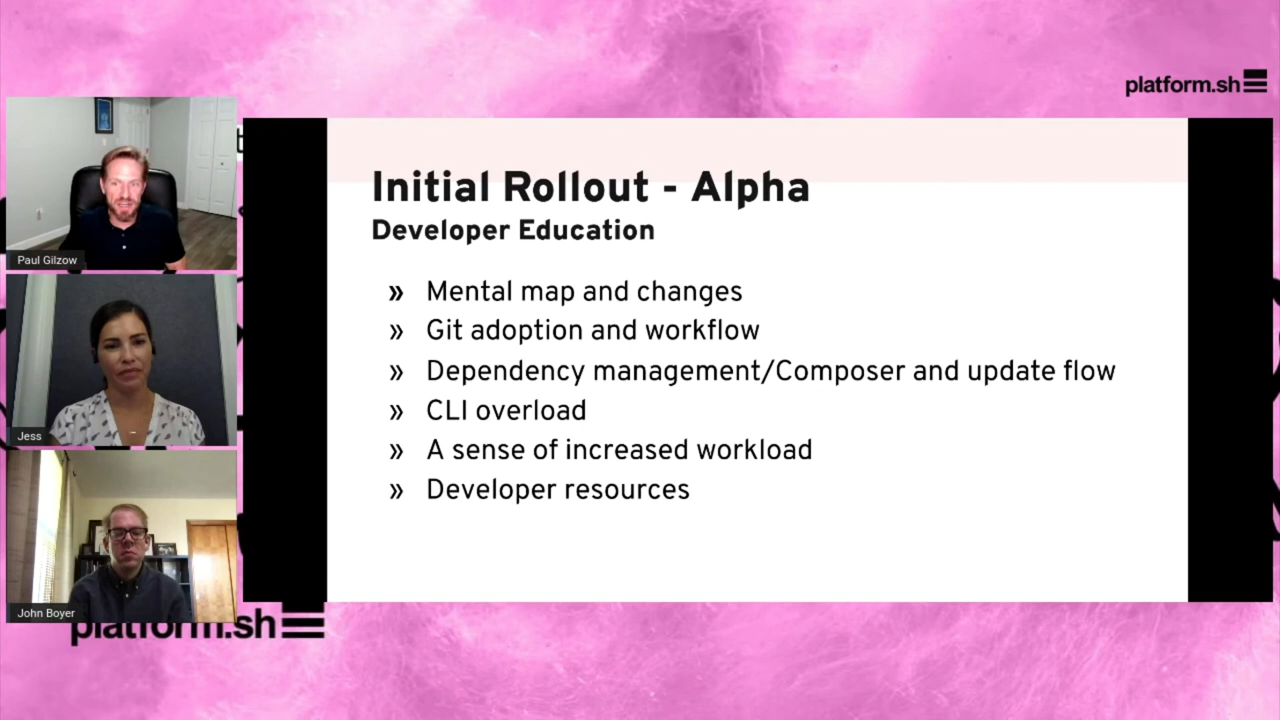 platform.sh
Paul Gilzow
Jess
John Boyer
Initial Rollout - Alpha
Developer Education
» Mental map and changes
» Git adoption and workflow
» Dependency management/Composer and update flow
» CLI overload
» A sense of increased workload
» Developer resources
platform.sh